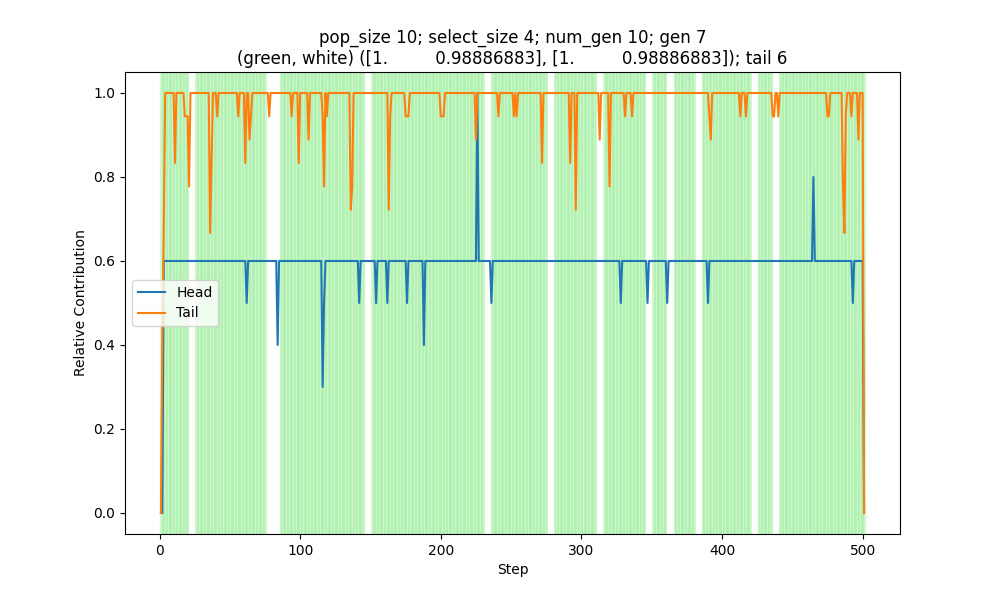 pop_size 10; select_size 4; num_gen 10; gen 7
(green, white) ([1.         0.98886883], [1.         0.98886883]); tail 6
1.0
0.8
0.6
0.4
0.2
0.0
Relative Contribution
Head
Tail
0
100
200
300
400
500
Step